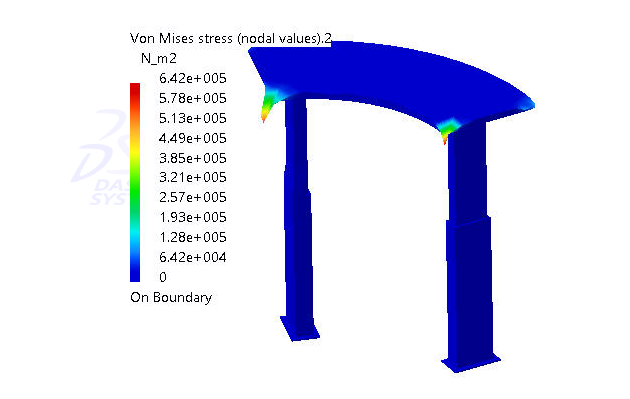 Von Mises stress (nodal values).2
N_m2
6.42e+005
5.78e+005
5.13e+005
4.49e+005
3.85e+005
3.21e+005
2.57e+005
1.93e+005
1.28e+005
6.42e+004
0
On Boundary